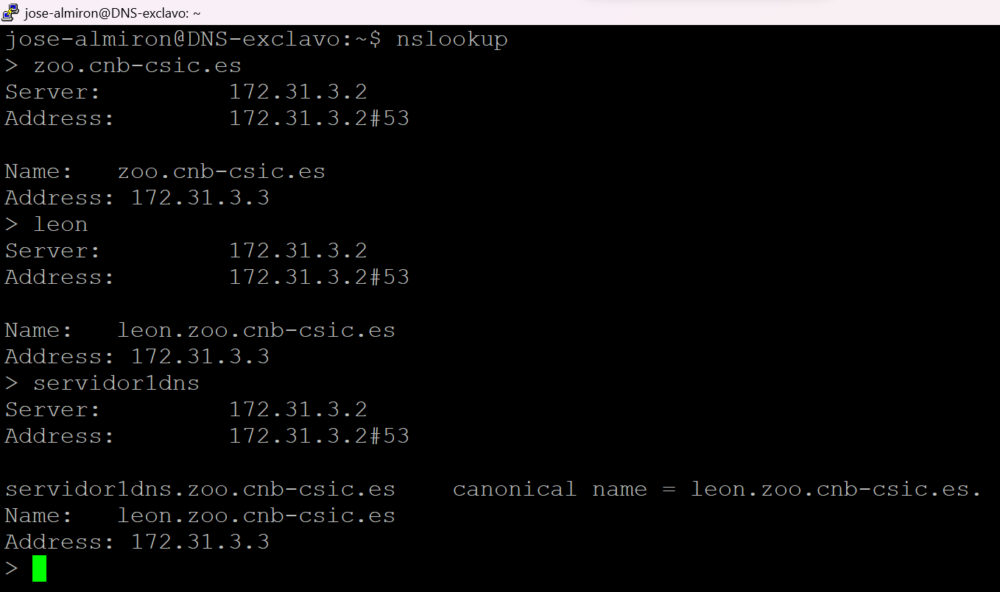 jose-almiron@DNS-exclavo: ~
jose-almiron@DNS-exclavo:~$ nslookup
> zoo.cnb-csic.es
Server:         172.31.3.2
Address:        172.31.3.2#53

Name:   zoo.cnb-csic.es
Address: 172.31.3.3
> leon
Server:         172.31.3.2
Address:        172.31.3.2#53

Name:   leon.zoo.cnb-csic.es
Address: 172.31.3.3
> servidor1dns
Server:         172.31.3.2
Address:        172.31.3.2#53

servidor1dns.zoo.cnb-csic.es    canonical name = leon.zoo.cnb-csic.es.
Name:   leon.zoo.cnb-csic.es
Address: 172.31.3.3
>